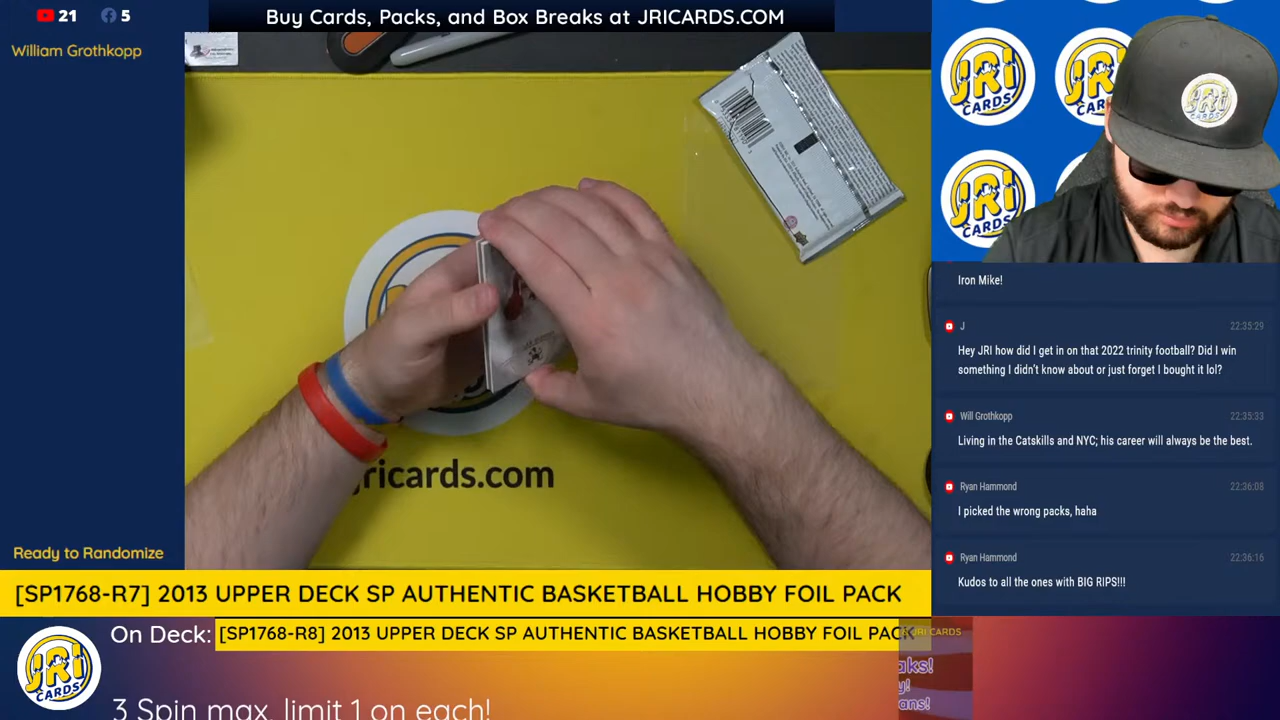 21
5
Buy Cards, Packs, and Box Breaks at JRICARDS.COM
William Grothkopp
JRI
CARDS
JRI
CARDS
JRI
CARDS
JRI
CARDS
Iron Mike!
J 22:35:29
Hey JRI how did I get in on that 2022 trinity football? Did I win
something I didn't know about or just forget I bought it lol?
Will Grothkopp 22:35:33
Living in the Catskills and NYC; his career will always be the best.
Ryan Hammond 22:36:08
I picked the wrong packs, haha
Ryan Hammond 22:36:16
Kudos to all the ones with BIG RIPS!!!
jricards.com
Ready to Randomize
[SP1768-R7] 2013 UPPER DECK SP AUTHENTIC BASKETBALL HOBBY FOIL PACK
On Deck: [SP1768-R8] 2013 UPPER DECK SP AUTHENTIC BASKETBALL HOBBY FOIL PACK
JRI CARDS
JRI
CARDS
3 Spin max, limit 1 on each!